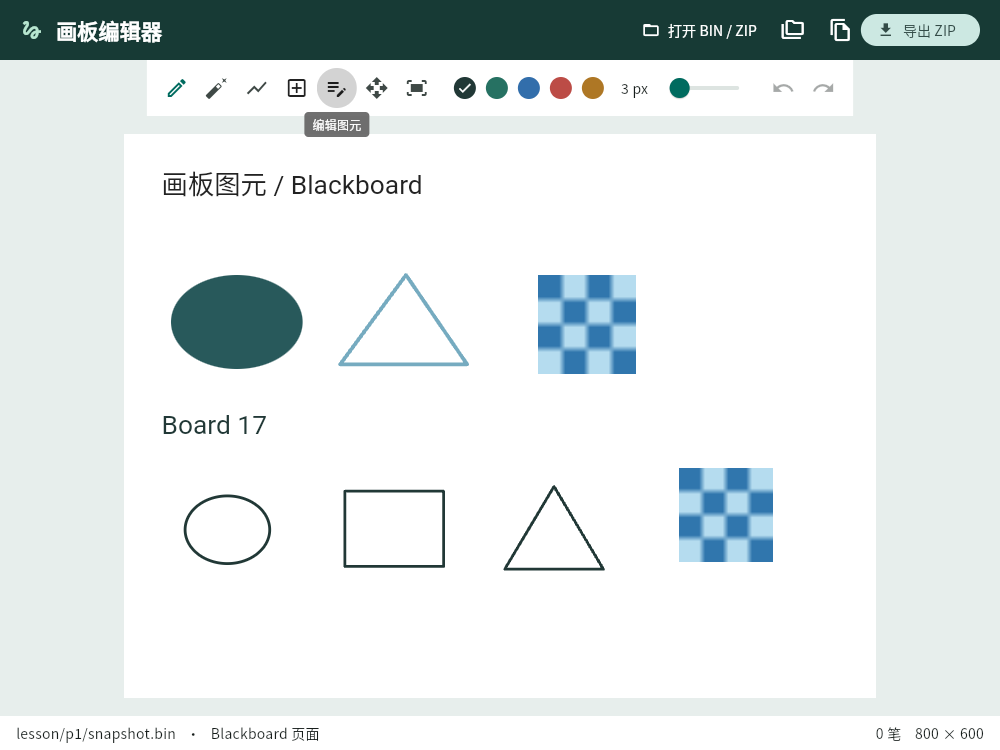 画板编辑器
打开 BIN / ZIP
导出 ZIP
3 px
编辑图元
画板图元 / Blackboard
Board 17
lesson/p1/snapshot.bin · Blackboard 页面
0 笔 800 × 600